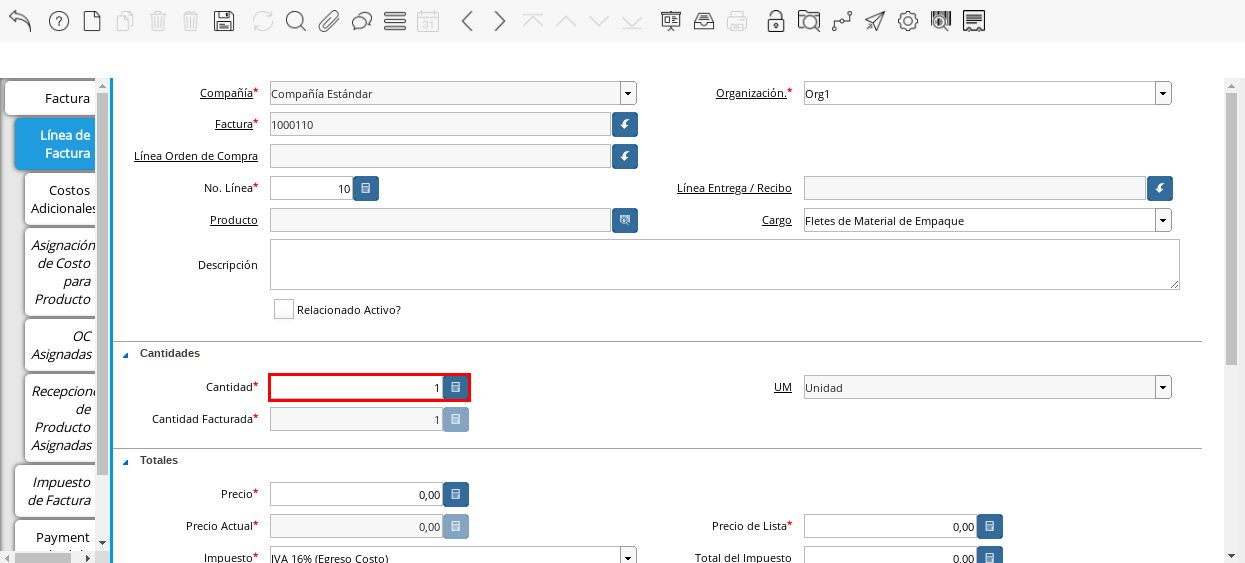 31
Factura
Línea de
Factura
Costos
Adicionales
Asignación
de Costo
para
Producto
OC
Asignadas
Recepcione
de
Producto
Asignadas
Impuesto
de Factura
Payment
Compañía* Compañía Estándar Organización.* Org1
Factura* 1000110
Línea Orden de Compra
No. Línea* 10 Línea Entrega / Recibo
Producto Cargo Fletes de Material de Empaque
Descripción
Relacionado Activo?
Cantidades
Cantidad* 1 UM Unidad
Cantidad Facturada* 1
Totales
Precio* 0,00
Precio Actual* 0,00 Precio de Lista* 0,00
Impuesto* IVA 16% (Egreso Costo) Total del Impuesto 0,00